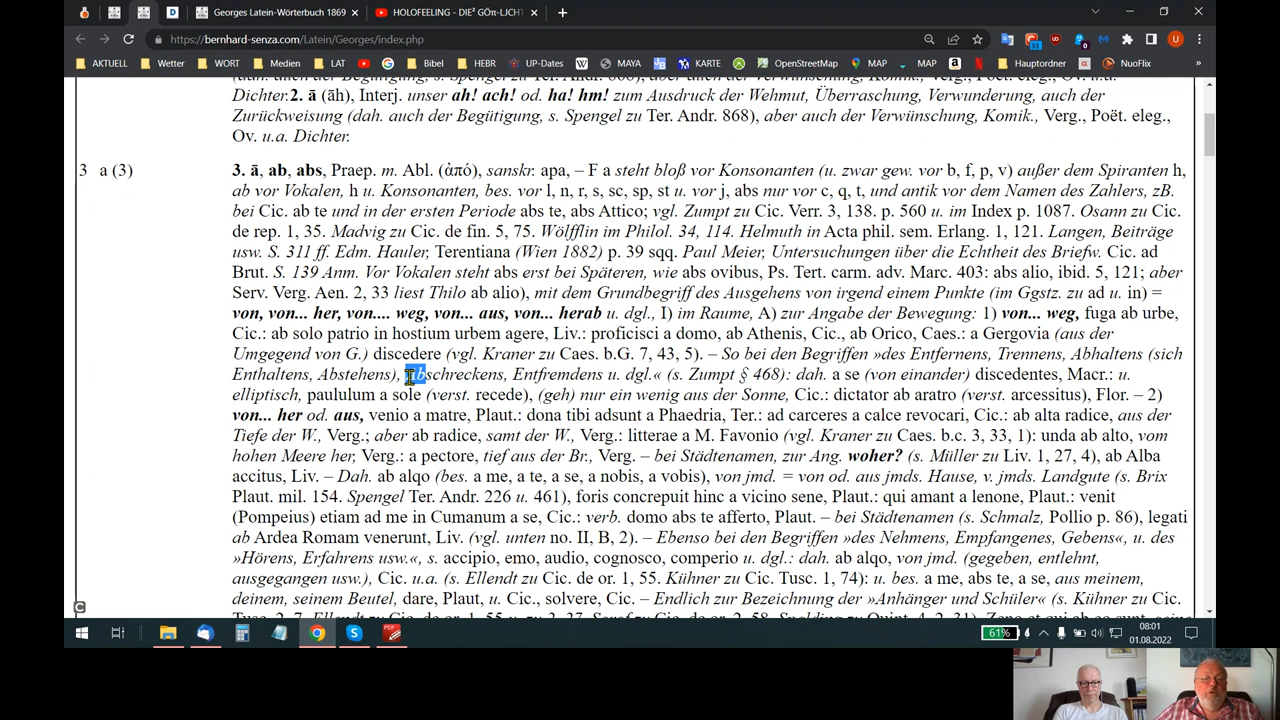 Georges Latein-Wörterbuch 1869
HOLOFEELING - DIE² GÖπ-LICHT
https://bernhard-senza.com/Latein/Georges/index.php
AKTUELL Wetter WORT Medien LAT Bibel HEBR UP-Dates MAYA KARTE OpenStreetMap MAP MAP Hauptordner NuoFlix
Dichter.2. ā (āh), Interj. unser ah! ach! od. ha! hm! zum Ausdruck der Wehmut, Überraschung, Verwunderung, auch der
Zurückweisung (dah. auch der Begütigung, s. Spengel zu Ter. Andr. 868), aber auch der Verwünschung, Komik., Verg., Poët. eleg.,
Ov. u.a. Dichter.
3 a (3) 3. ā, ab, abs, Praep. m. Abl. (ἀπό), sanskr. apa, – F a steht bloß vor Konsonanten (u. zwar gew. vor b, f, p, v) außer dem Spiranten h,
ab vor Vokalen, h u. Konsonanten, bes. vor l, n, r, s, sc, sp, st u. vor j, abs nur vor c, q, t, und antik vor dem Namen des Zahlers, zB.
bei Cic. ab te und in der ersten Periode abs te, abs Attico; vgl. Zumpt zu Cic. Verr. 3, 138. p. 560 u. im Index p. 1087. Osann zu Cic.
de rep. 1, 35. Madvig zu Cic. de fin. 5, 75. Wölfflin im Philol. 34, 114. Helmuth in Acta phil. sem. Erlang. 1, 121. Langen, Beiträge
usw. S. 311 ff. Edm. Hauler, Terentiana (Wien 1882) p. 39 sqq. Paul Meier, Untersuchungen über die Echtheit des Briefw. Cic. ad
Brut. S. 139 Anm. Vor Vokalen steht abs erst bei Späteren, wie abs ovibus, Ps. Tert. carm. adv. Marc. 403: abs alio, ibid. 5, 121; aber
Serv. Verg. Aen. 2, 33 liest Thilo ab alio), mit dem Grundbegriff des Ausgehens von irgend einem Punkte (im Ggstz. zu ad u. in) =
von, von... her, von.... weg, von... aus, von... herab u. dgl., I) im Raume, A) zur Angabe der Bewegung: 1) von... weg, fuga ab urbe,
Cic.: ab solo patrio in hostium urbem agere, Liv.: proficisci a domo, ab Athenis, Cic., ab Orico, Caes.: a Gergovia (aus der
Umgegend von G.) discedere (vgl. Kraner zu Caes. b.G. 7, 43, 5). – So bei den Begriffen »des Entfernens, Trennens, Abhaltens (sich
Enthaltens, Abstehens), Abschreckens, Entfremdens u. dgl.« (s. Zumpt § 468): dah. a se (von einander) discedentes, Macr.: u.
elliptisch, paululum a sole (verst. recede), (geh) nur ein wenig aus der Sonne, Cic.: dictator ab aratro (verst. arcessitus), Flor. – 2)
von... her od. aus, venio a matre, Plaut.: dona tibi adsunt a Phaedria, Ter.: ad carceres a calce revocari, Cic.: ab alta radice, aus der
Tiefe der W., Verg.; aber ab radice, samt der W., Verg.: litterae a M. Favonio (vgl. Kraner zu Caes. b.c. 3, 33, 1): unda ab alto, vom
hohen Meere her, Verg.: a pectore, tief aus der Br., Verg. – bei Städtenamen, zur Ang. woher? (s. Müller zu Liv. 1, 27, 4), ab Alba
accitus, Liv. – Dah. ab alqo (bes. a me, a te, a se, a nobis, a vobis), von jmd. = von od. aus jmds. Hause, v. jmds. Landgute (s. Brix
Plaut. mil. 154. Spengel Ter. Andr. 226 u. 461), foris concrepuit hinc a vicino sene, Plaut.: qui amant a lenone, Plaut.: venit
(Pompeius) etiam ad me in Cumanum a se, Cic.: verb. domo abs te afferto, Plaut. – bei Städtenamen (s. Schmalz, Pollio p. 86), legati
ab Ardea Romam venerunt, Liv. (vgl. unten no. II, B, 2). – Ebenso bei den Begriffen »des Nehmens, Empfangenes, Gebens«, u. des
»Hörens, Erfahrens usw.«, s. accipio, emo, audio, cognosco, comperio u. dgl.: dah. ab alqo, von jmd. (gegeben, entlehnt,
ausgegangen usw.), Cic. u.a. (s. Ellendt zu Cic. de or. 1, 55. Kühner zu Cic. Tusc. 1, 74): u. bes. a me, abs te, a se, aus meinem,
deinem, seinem Beutel, dare, Plaut, u. Cic., solvere, Cic. – Endlich zur Bezeichnung der »Anhänger und Schüler« (s. Kühner zu Cic.
61%
08:01
01.08.2022